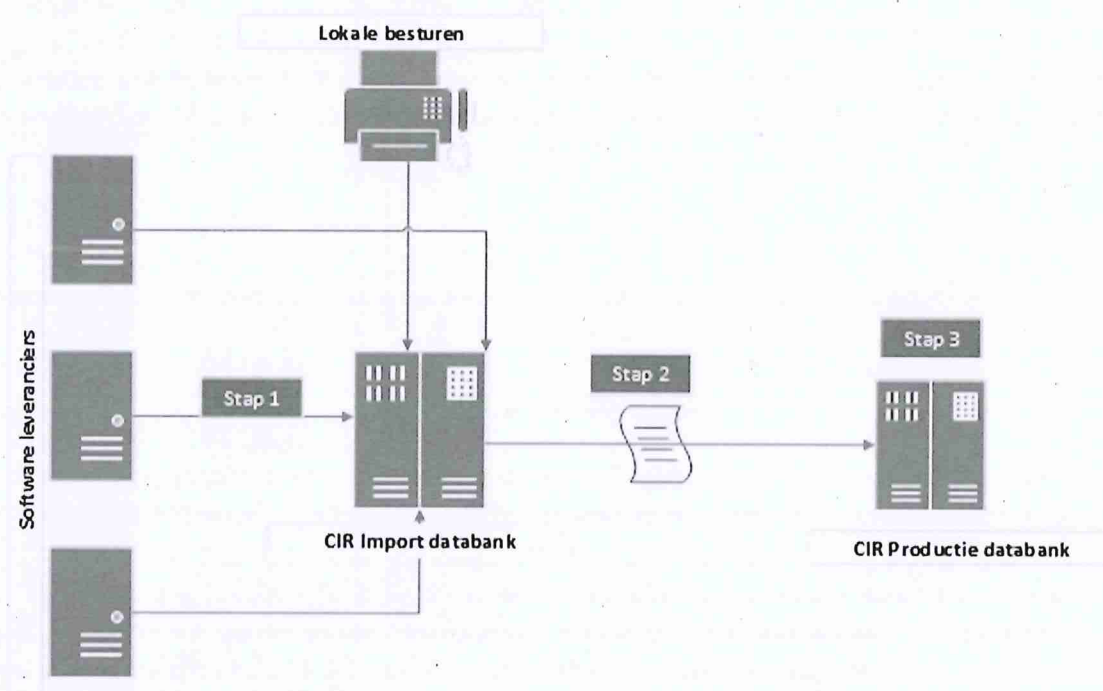 Lokale besturen
Software leveranciers
Stap 1
Stap 2
Stap 3
CIR Import databank
CIR Productie databank